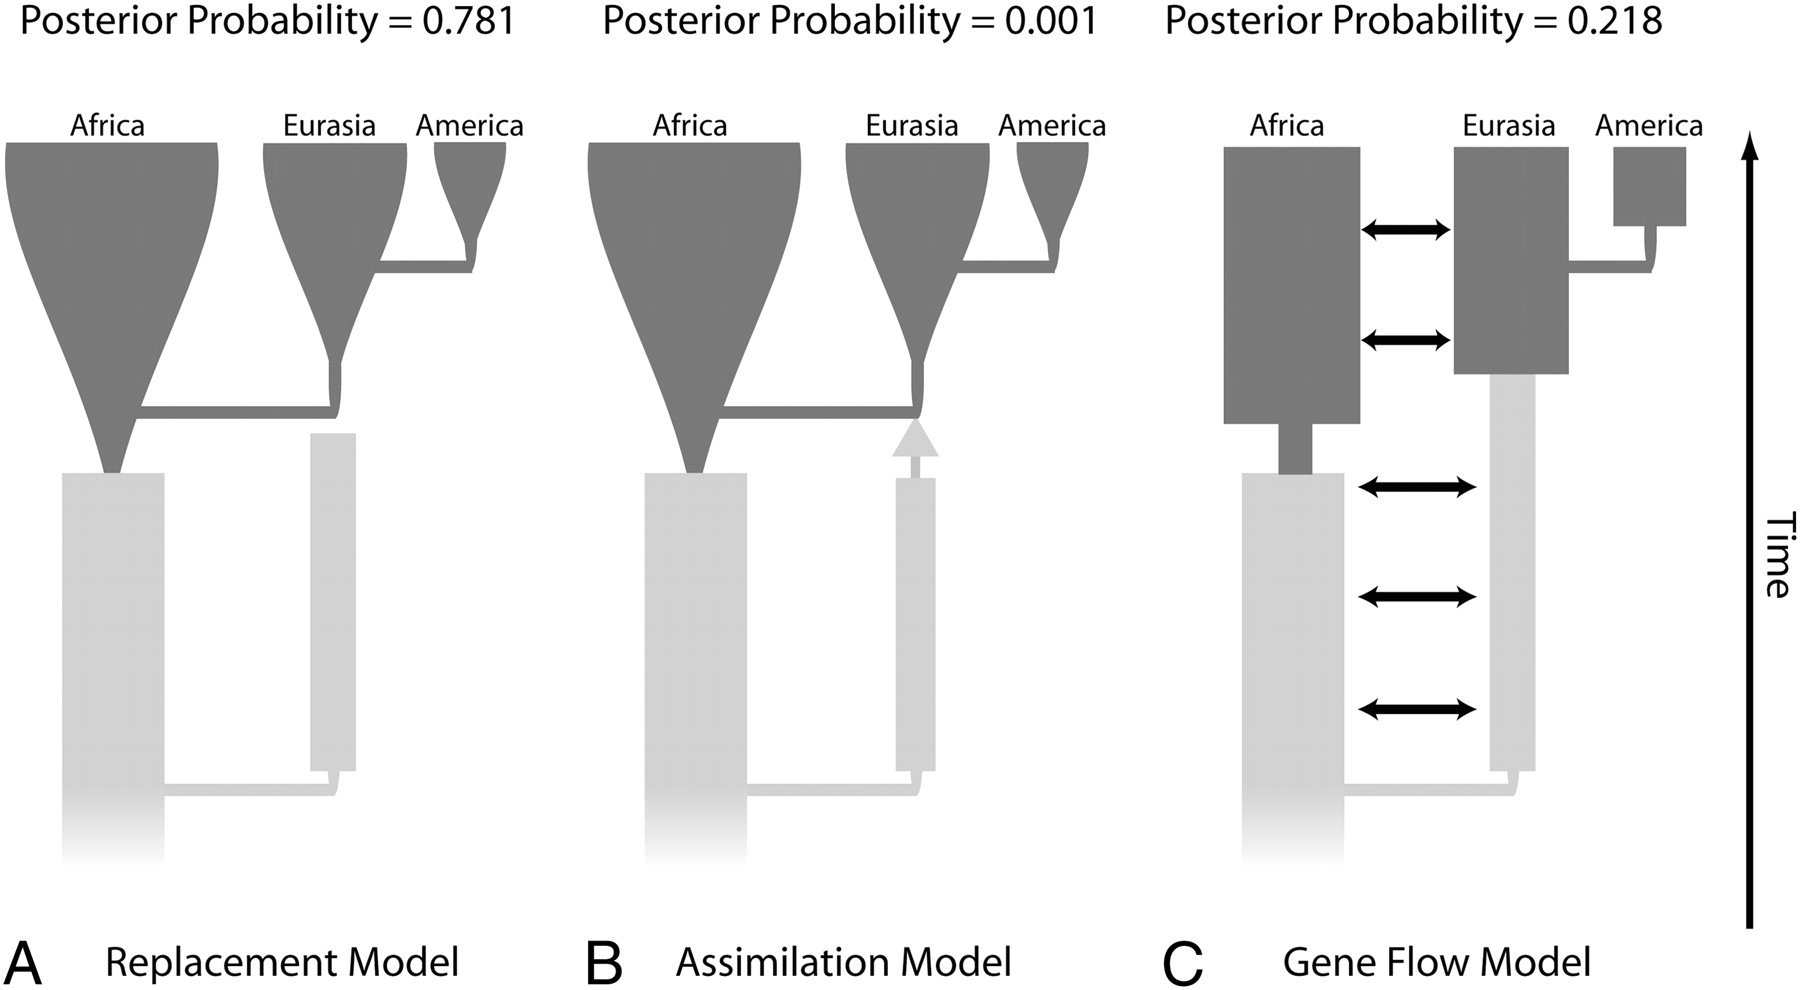 Posterior Probability = 0.781
Posterior Probability = 0.001
Posterior Probability = 0.218
Africa
Eurasia
America
Africa
Eurasia
America
Africa
Eurasia
America
Time
A Replacement Model
B Assimilation Model
C Gene Flow Model